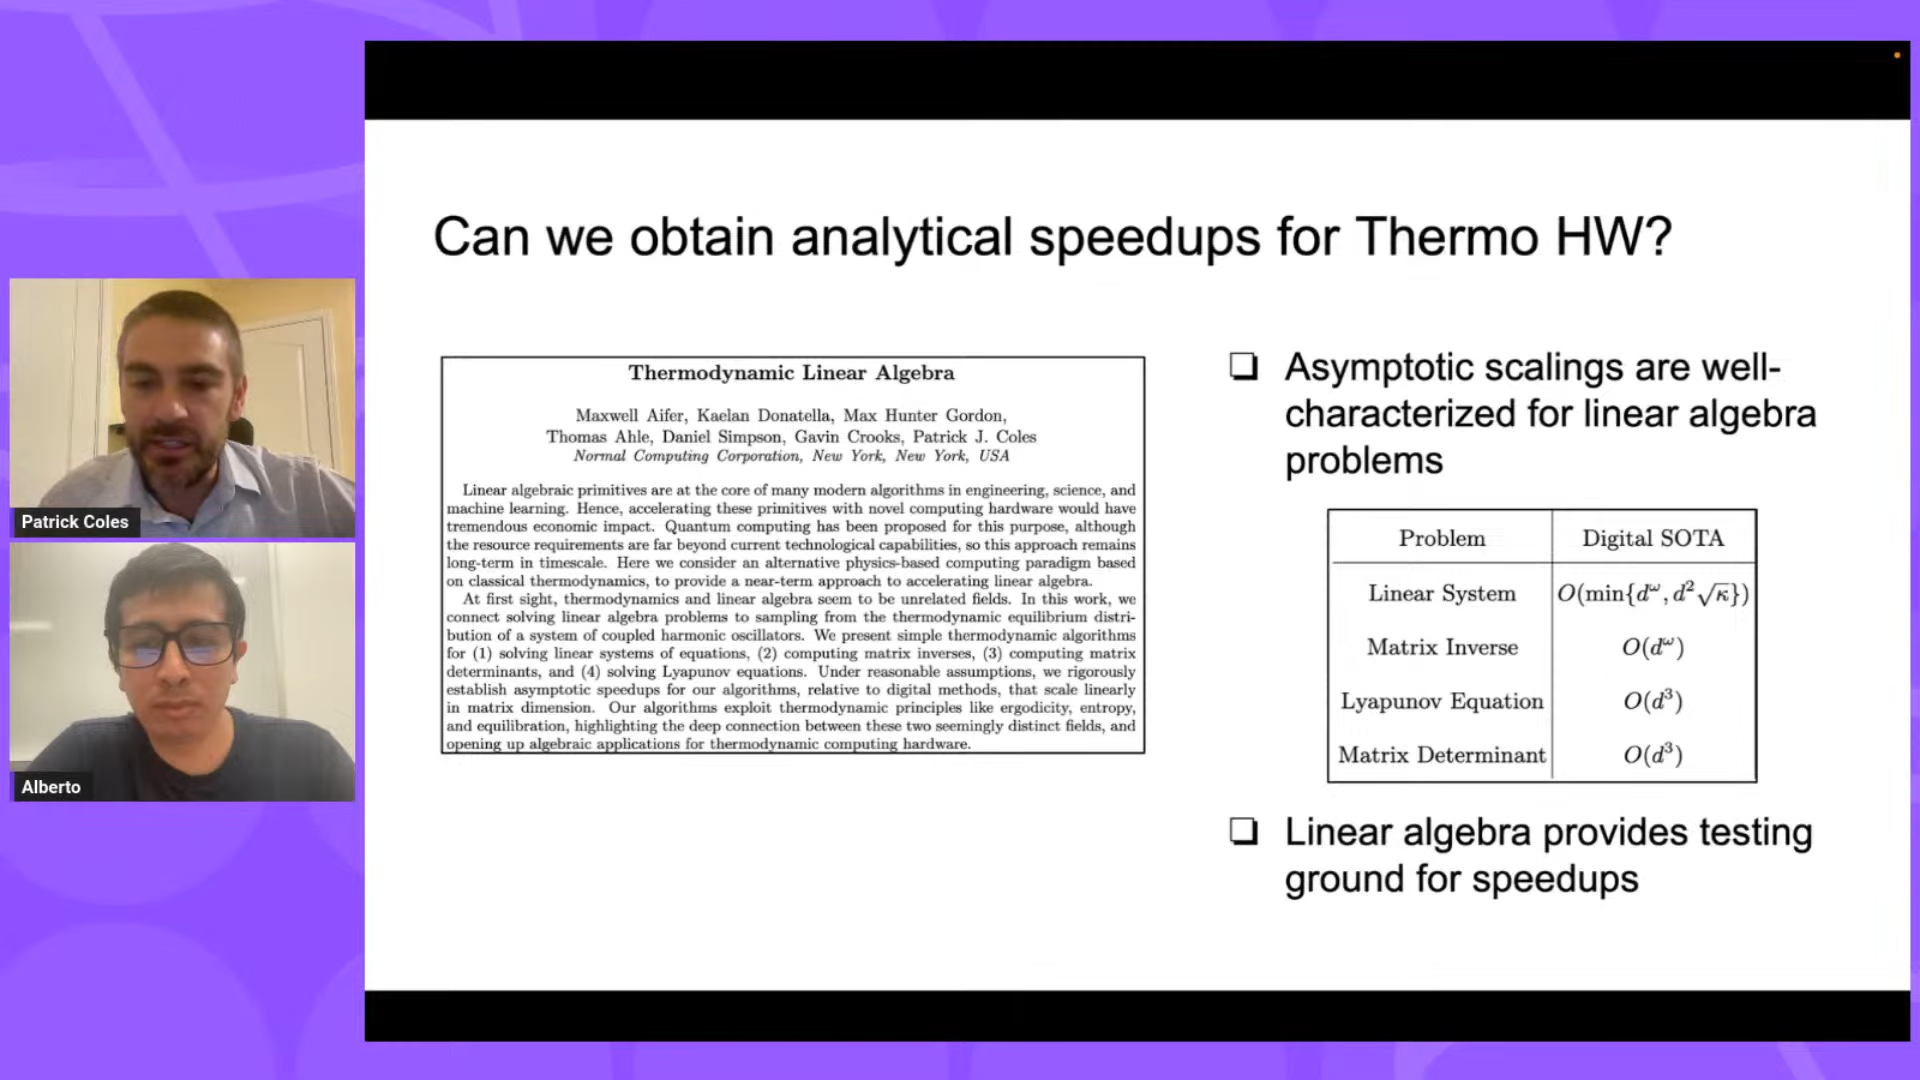 Can we obtain analytical speedups for Thermo HW?
Thermodynamic Linear Algebra
Maxwell Aifer, Kaelan Donatella, Max Hunter Gordon,
Thomas Ahle, Daniel Simpson, Gavin Crooks, Patrick J. Coles
Normal Computing Corporation, New York, New York, USA
Linear algebraic primitives are at the core of many modern algorithms in engineering, science, and
machine learning. Hence, accelerating these primitives with novel computing hardware would have
tremendous economic impact. Quantum computing has been proposed for this purpose, although
the resource requirements are far beyond current technological capabilities, so this approach remains
long-term in timescale. Here we consider an alternative physics-based computing paradigm based
on classical thermodynamics, to provide a near-term approach to accelerating linear algebra.
At first sight, thermodynamics and linear algebra seem to be unrelated fields. In this work, we
connect solving linear algebra problems to sampling from the thermodynamic equilibrium distri-
bution of a system of coupled harmonic oscillators. We present simple thermodynamic algorithms
for (1) solving linear systems of equations, (2) computing matrix inverses, (3) computing matrix
determinants, and (4) solving Lyapunov equations. Under reasonable assumptions, we rigorously
establish asymptotic speedups for our algorithms, relative to digital methods, that scale linearly
in matrix dimension. Our algorithms exploit thermodynamic principles like ergodicity, entropy,
and equilibration, highlighting the deep connection between these two seemingly distinct fields, and
opening up algebraic applications for thermodynamic computing hardware.
❏ Asymptotic scalings are well-
characterized for linear algebra
problems
Problem Digital SOTA
Linear System O(min{d^ω, d²√κ})
Matrix Inverse O(d^ω)
Lyapunov Equation O(d³)
Matrix Determinant O(d³)
❏ Linear algebra provides testing
ground for speedups
Patrick Coles
Alberto